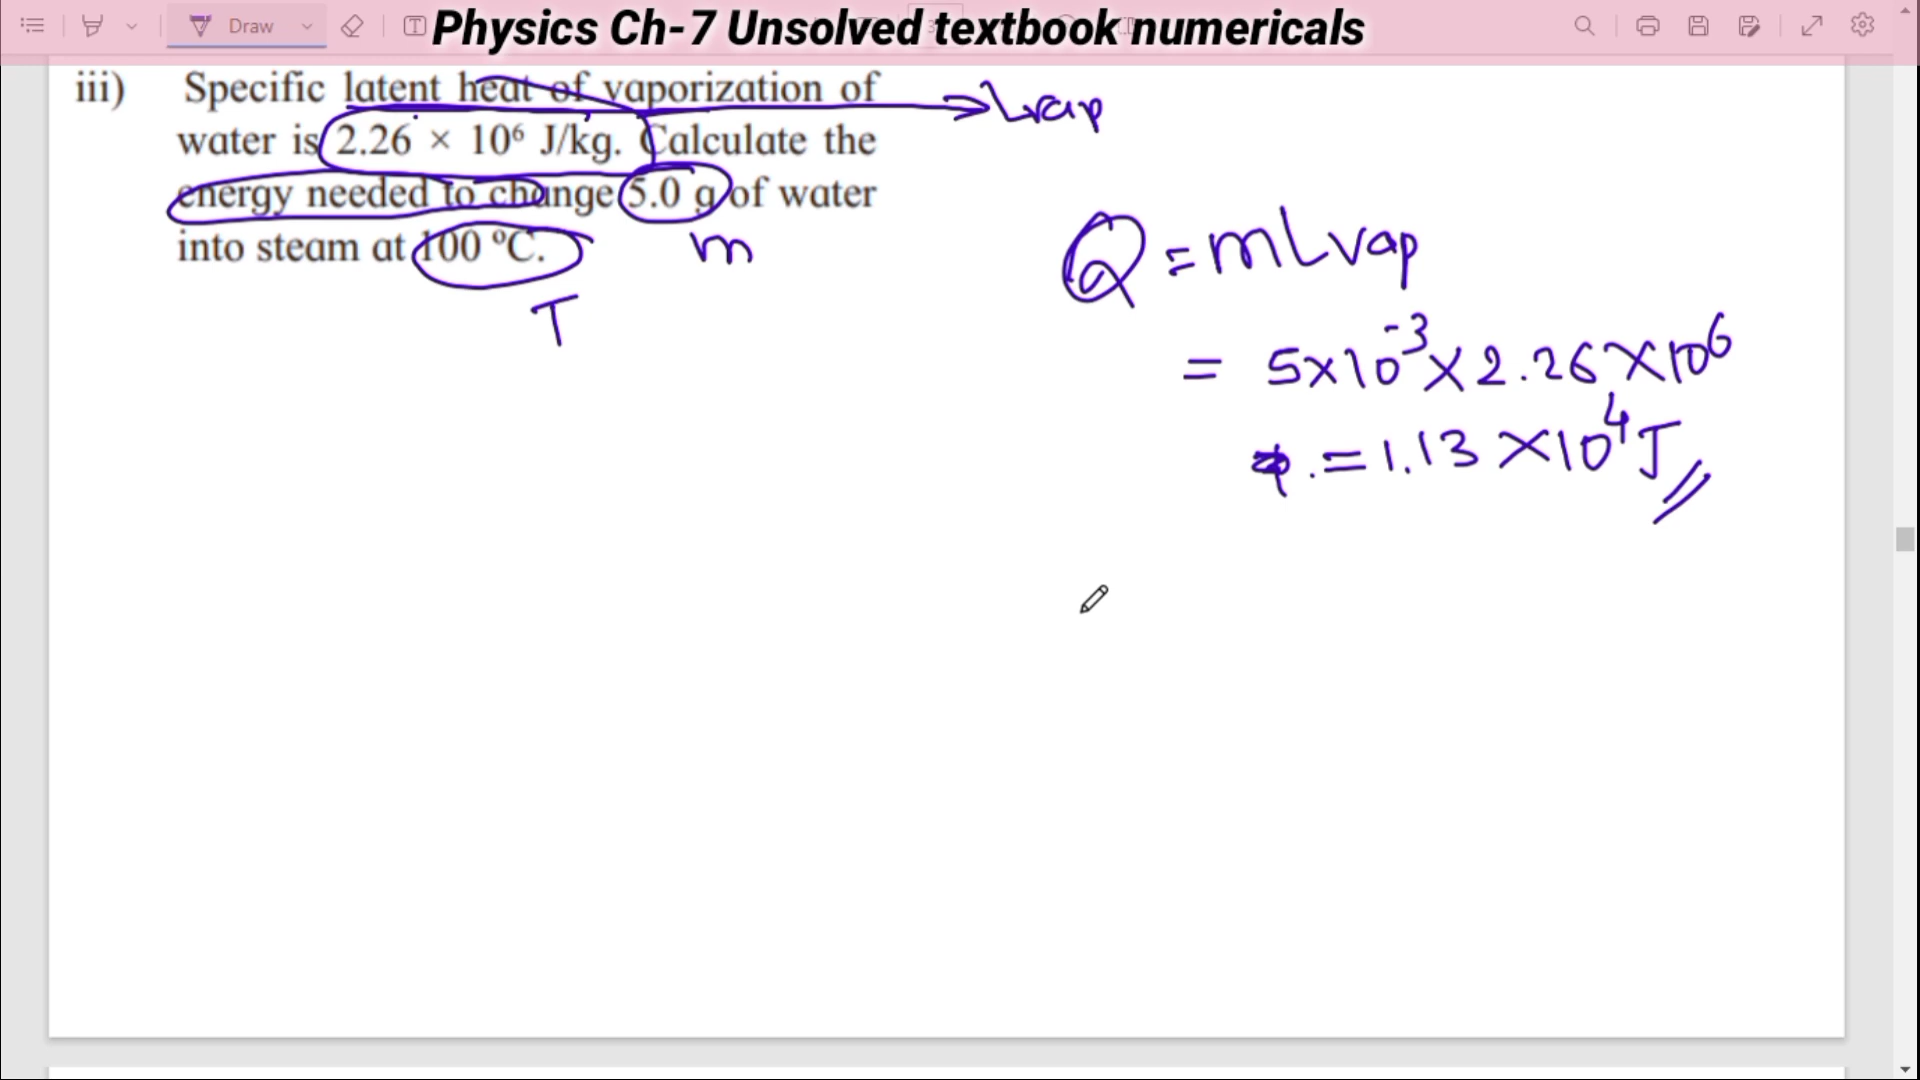 Draw
Physics Ch-7 Unsolved textbook numericals
iii) Specific latent heat of vaporization of
water is 2.26 × 10⁶ J/kg. Calculate the
energy needed to change 5.0 g of water
into steam at 100 ºC.
Lvap
m
T
Q = mLvap
= 5×10⁻³×2.26×10⁶
= 1.13 ×10⁴ J